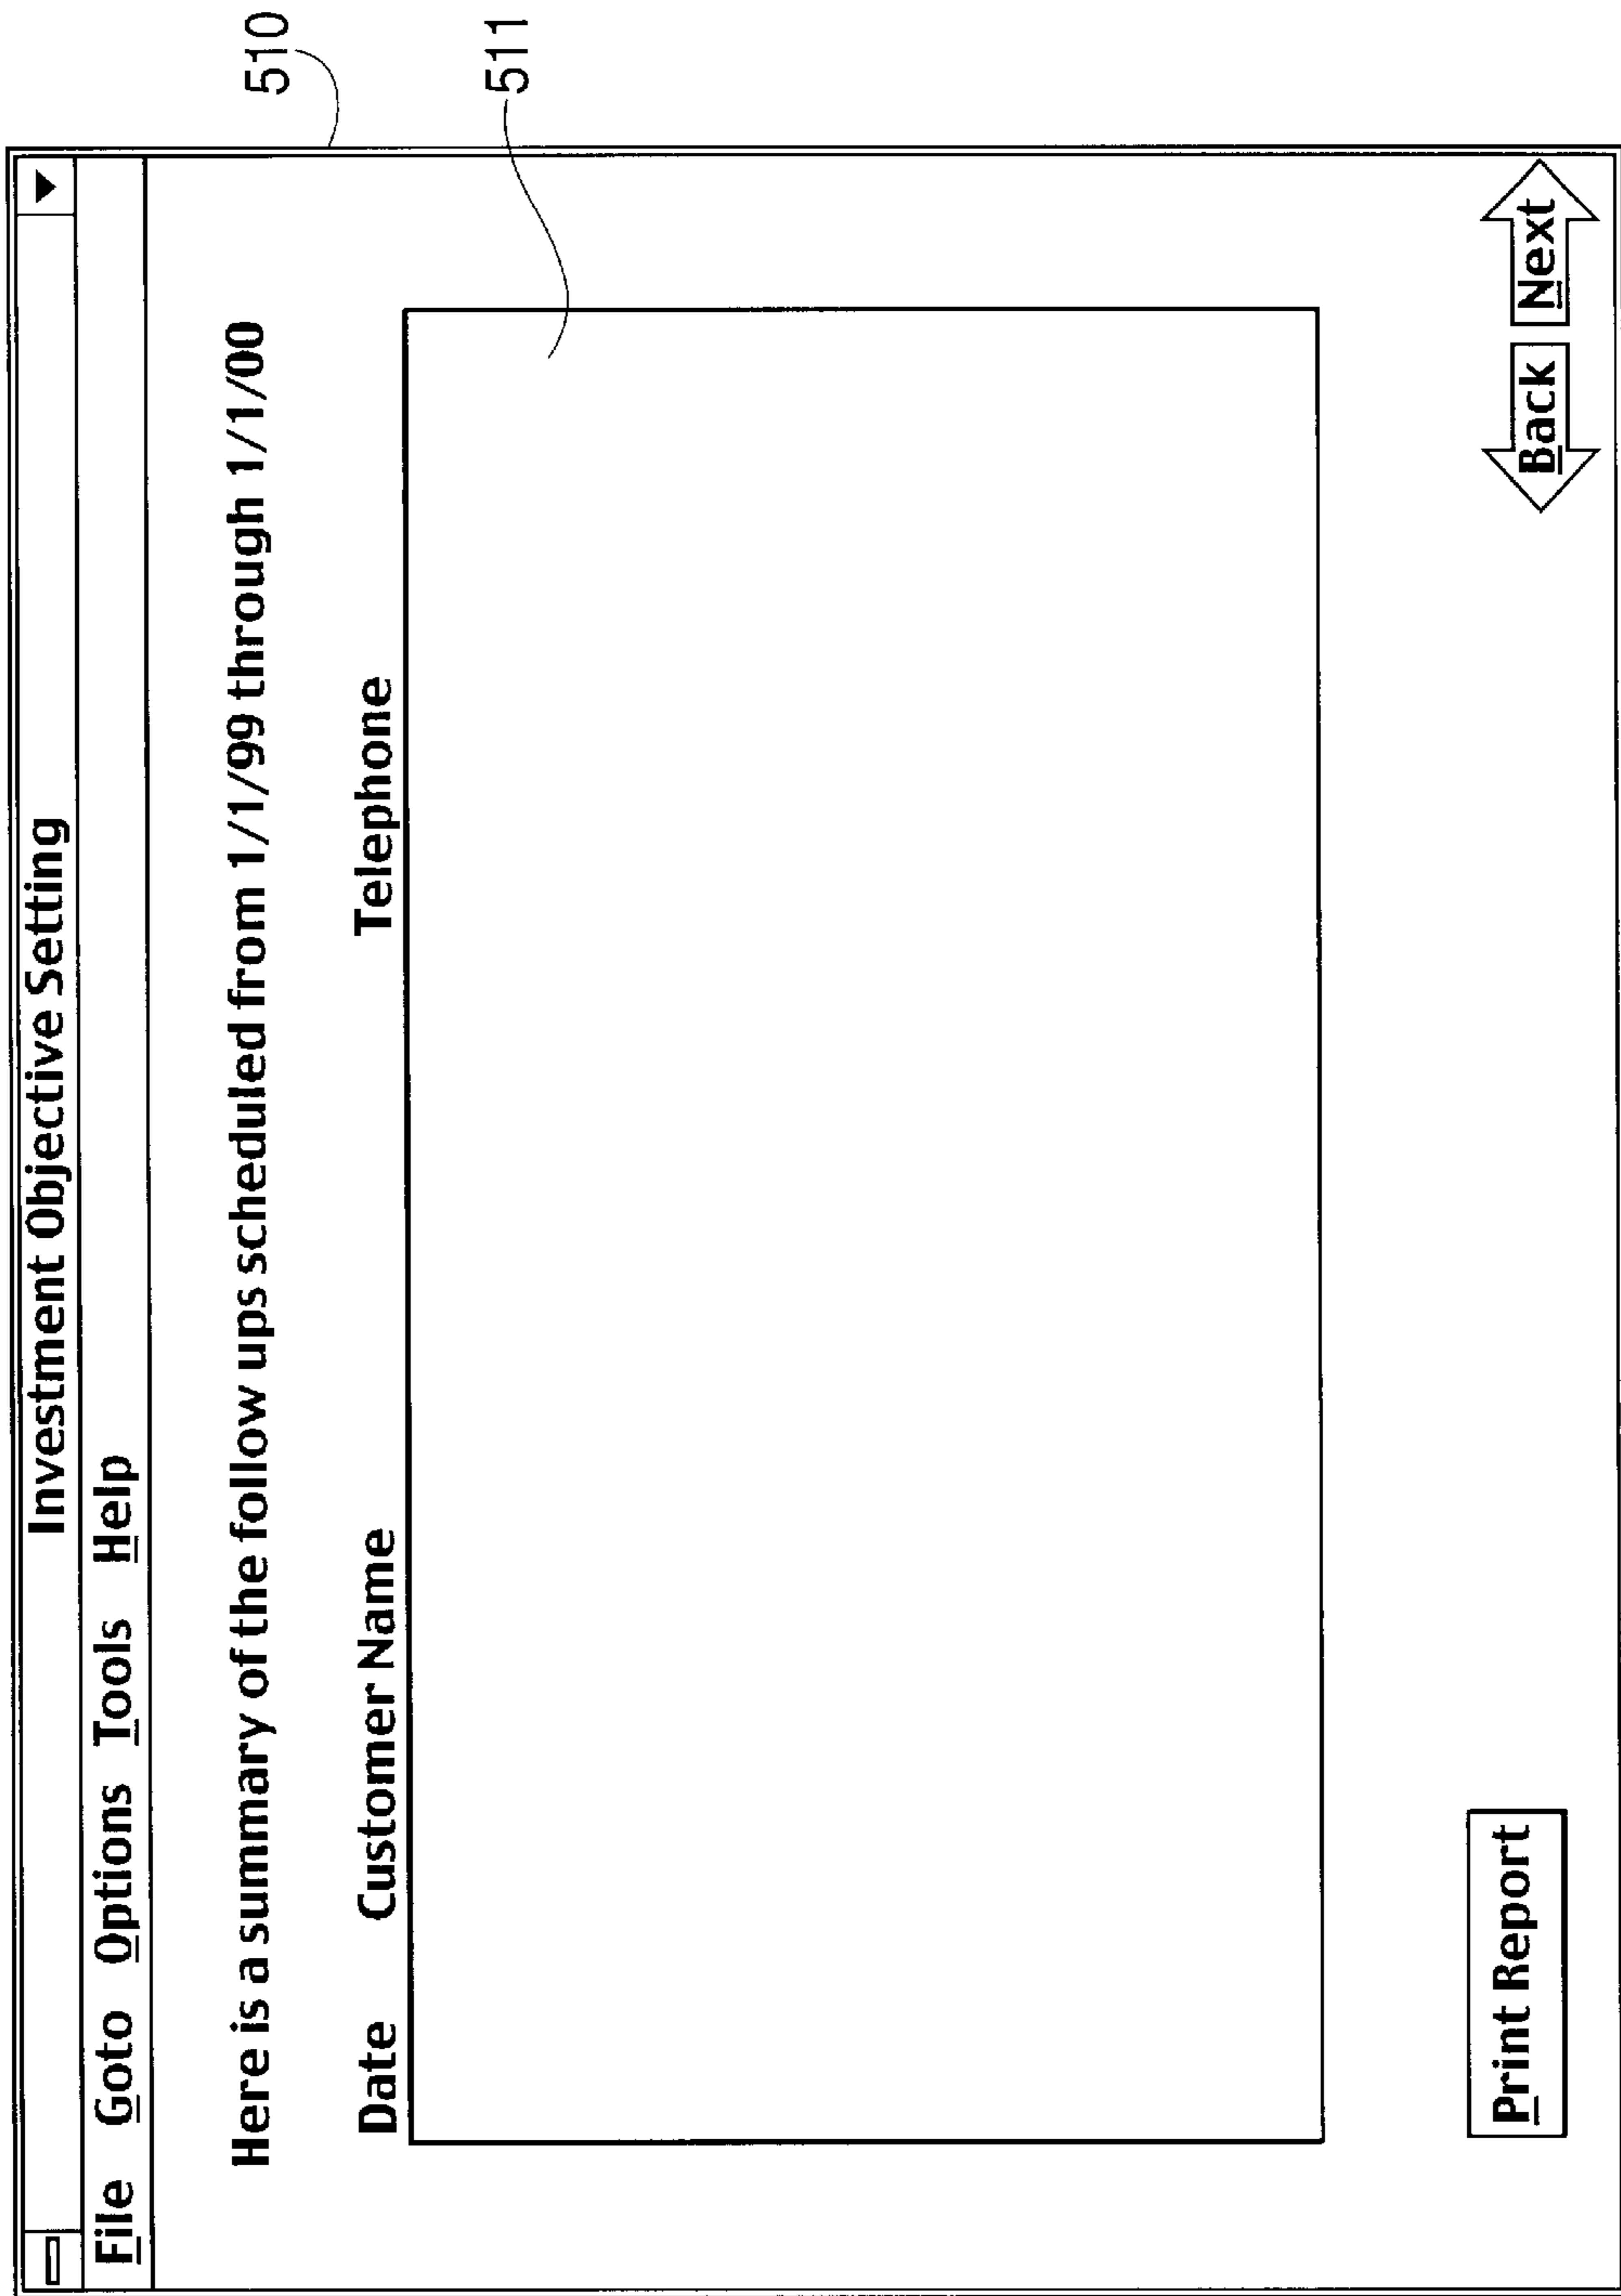 Investment Objective Setting
File Goto Options Tools Help
Here is a summary of the follow ups scheduled from 1/1/99 through 1/1/00
Date Customer Name Telephone
Print Report Back Next
510
511